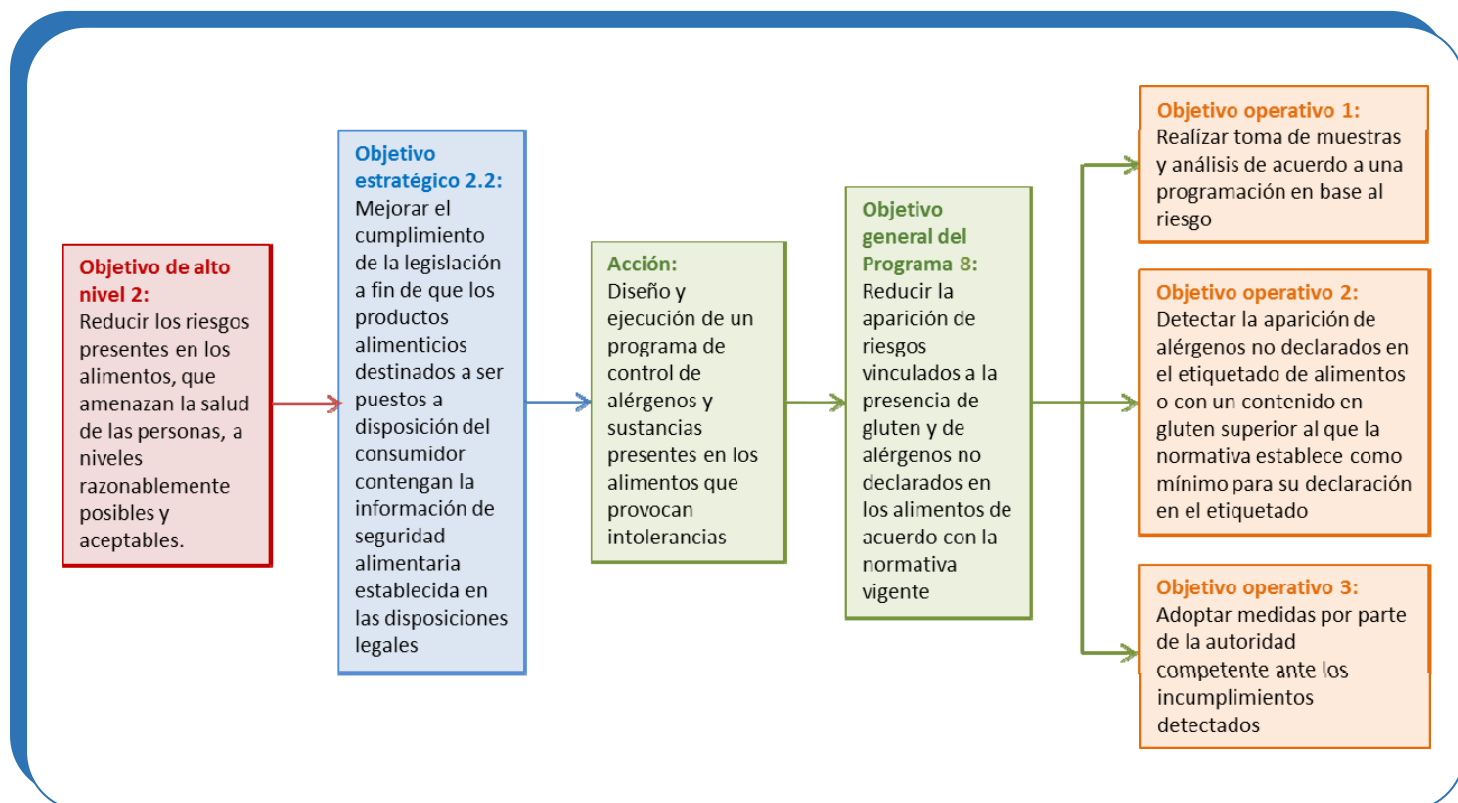 Objetivo de alto
nivel 2:
Reducir los riesgos
presentes en los
alimentos, que
amenazan la salud
de las personas, a
niveles
razonablemente
posibles y
aceptables.
Objetivo
estratégico 2.2:
Mejorar el
cumplimiento
de la legislación
a fin de que los
productos
alimenticios
destinados a ser
puestos a
disposición del
consumidor
contengan la
información de
seguridad
alimentaria
establecida en
las disposiciones
legales
Acción:
Diseño y
ejecución de un
programa de
control de
alérgenos y
sustancias
presentes en los
alimentos que
provocan
intolerancias
Objetivo
general del
Programa 8:
Reducir la
aparición de
riesgos
vinculados a la
presencia de
gluten y de
alérgenos no
declarados en
los alimentos de
acuerdo con la
normativa
vigente
Objetivo operativo 1:
Realizar toma de muestras
y análisis de acuerdo a una
programación en base al
riesgo
Objetivo operativo 2:
Detectar la aparición de
alérgenos no declarados en
el etiquetado de alimentos
o con un contenido en
gluten superior al que la
normativa establece como
mínimo para su declaración
en el etiquetado
Objetivo operativo 3:
Adoptar medidas por parte
de la autoridad
competente ante los
incumplimientos
detectados